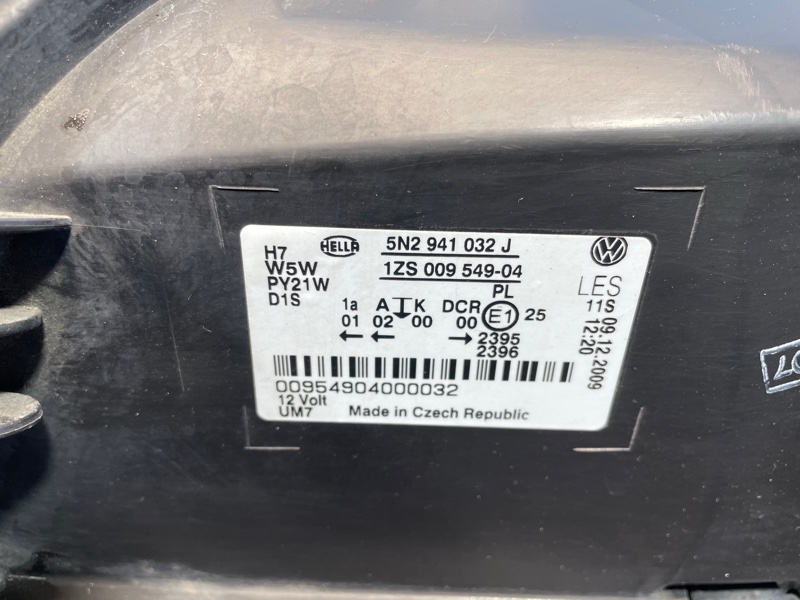 H7
W5W
PY21W
D1S
HELLA
5N2 941 032 J
1ZS 009 549-04
PL
1a A K DCR E1 25
01 02 00 00
← ← → 2395
2396
VW
LES
11S
09.12.2009
12:20
00954904000032
12 Volt
UM7 Made in Czech Republic